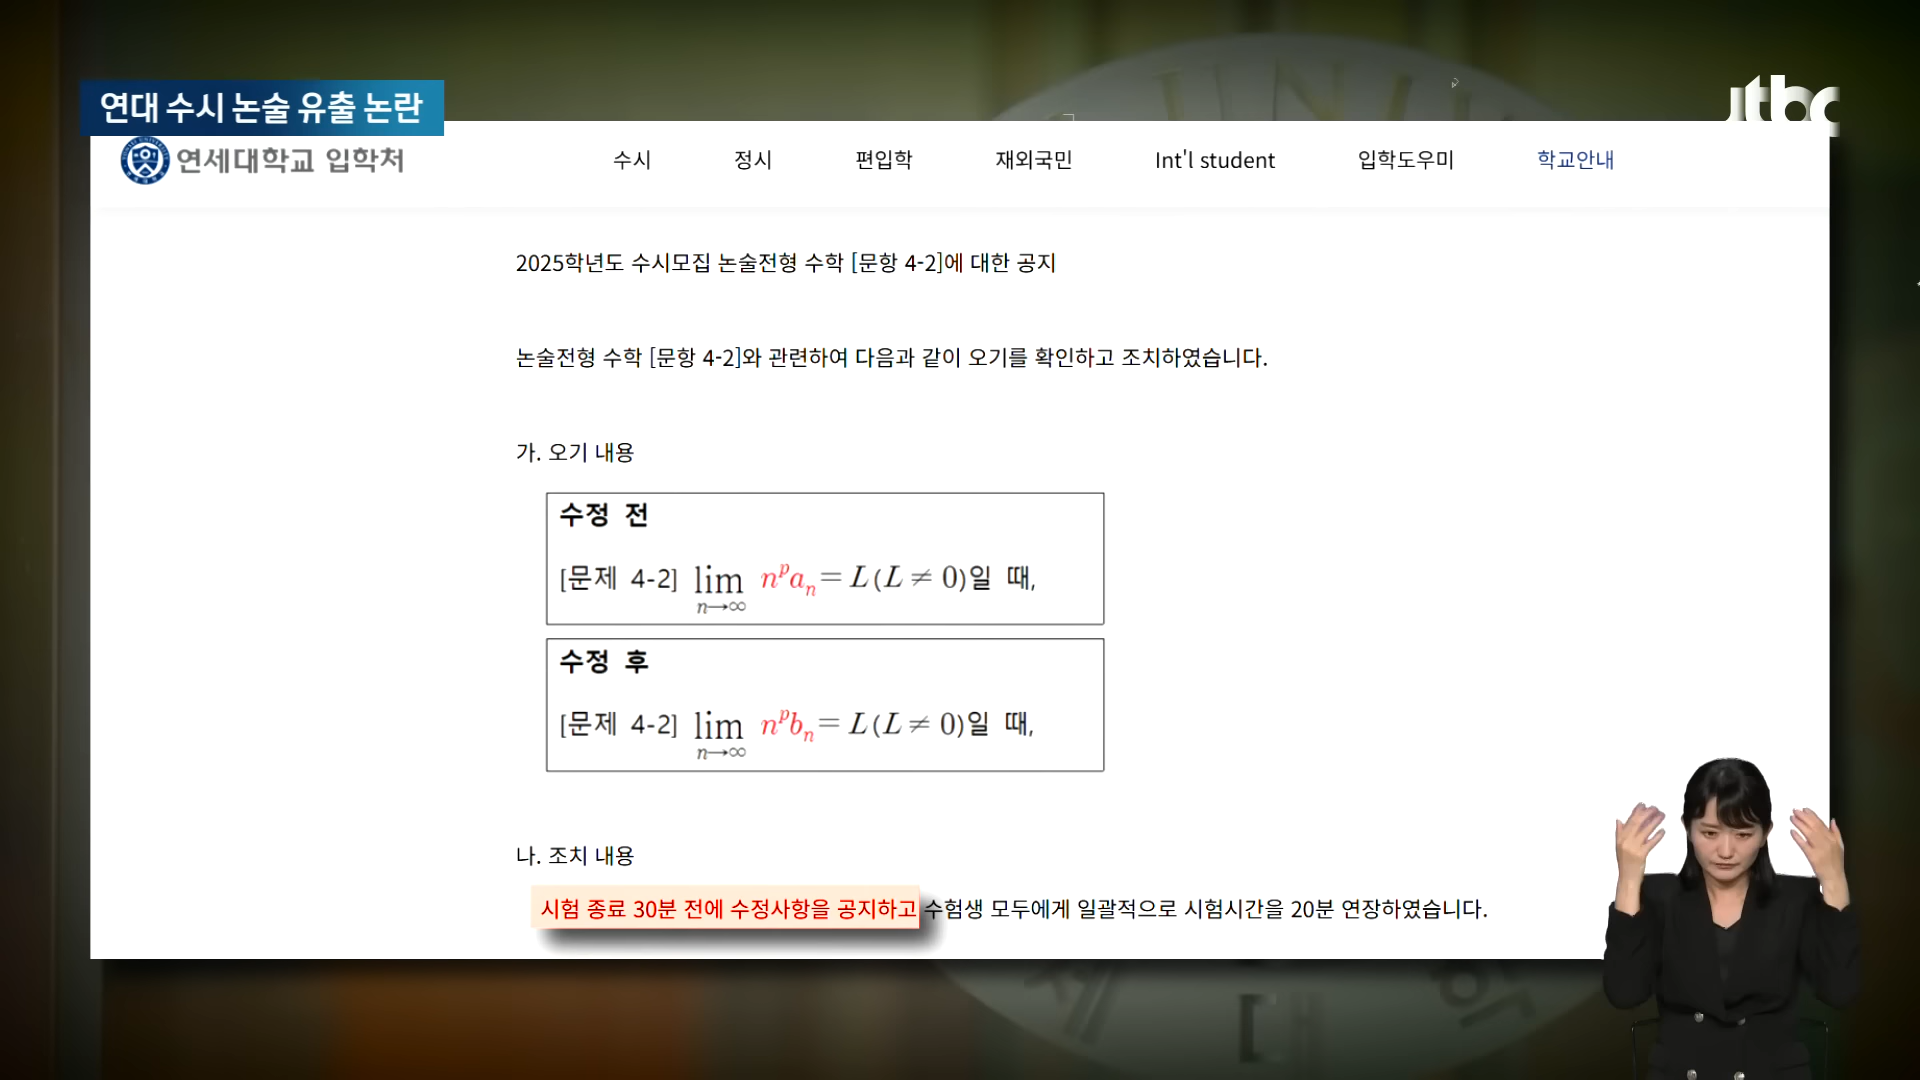 연대 수시 논술 유출 논란
jtbc
연세대학교 입학처 수시 정시 편입학 재외국민 Int'l student 입학도우미 학교안내
2025학년도 수시모집 논술전형 수학 [문항 4-2]에 대한 공지
논술전형 수학 [문항 4-2]와 관련하여 다음과 같이 오기를 확인하고 조치하였습니다.
가. 오기 내용
수정 전
[문제 4-2] lim n→∞ nᵖaₙ = L (L ≠ 0)일 때,
수정 후
[문제 4-2] lim n→∞ nᵖbₙ = L (L ≠ 0)일 때,
나. 조치 내용
시험 종료 30분 전에 수정사항을 공지하고 수험생 모두에게 일괄적으로 시험시간을 20분 연장하였습니다.